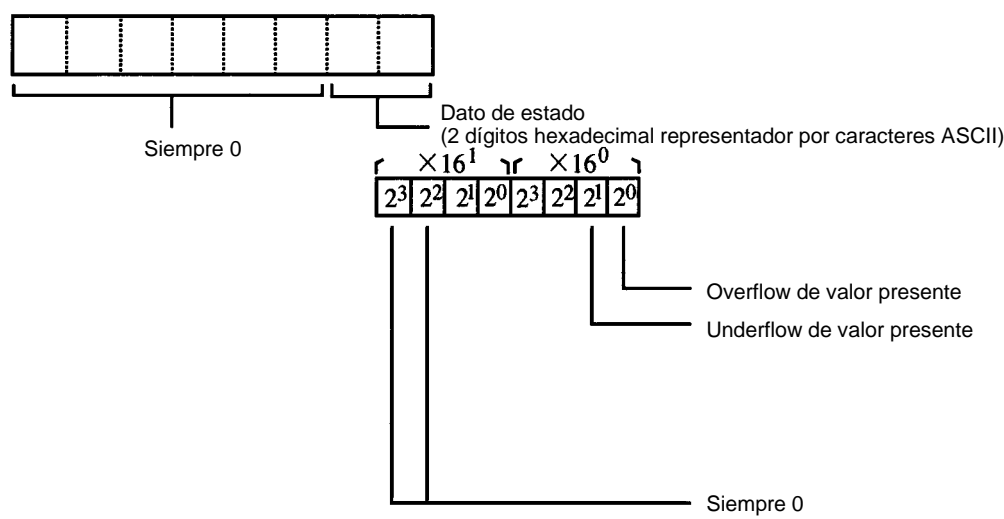 Dato de estado
(2 dígitos hexadecimal representador por caracteres ASCII)
Siempre 0
×16¹ ×16⁰
2³ 2² 2¹ 2⁰ 2³ 2² 2¹ 2⁰
Overflow de valor presente
Underflow de valor presente
Siempre 0